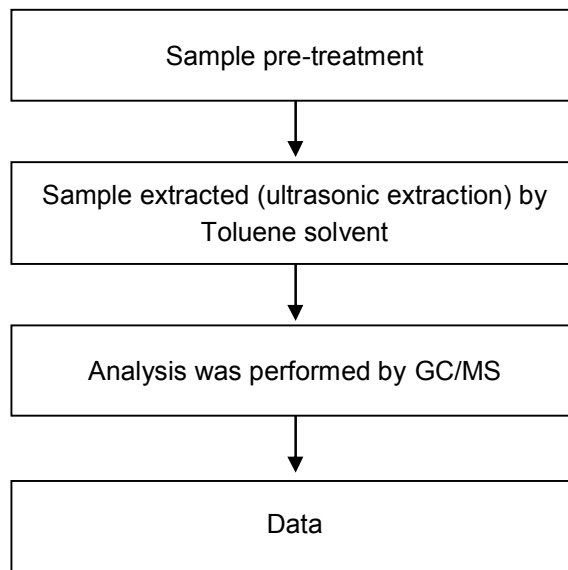 Sample pre-treatment
Sample extracted (ultrasonic extraction) by
Toluene solvent
Analysis was performed by GC/MS
Data